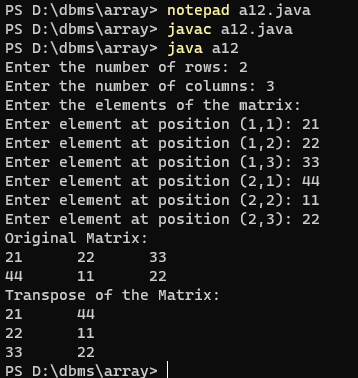 PS D:\dbms\array> notepad a12.java
PS D:\dbms\array> javac a12.java
PS D:\dbms\array> java a12
Enter the number of rows: 2
Enter the number of columns: 3
Enter the elements of the matrix:
Enter element at position (1,1): 21
Enter element at position (1,2): 22
Enter element at position (1,3): 33
Enter element at position (2,1): 44
Enter element at position (2,2): 11
Enter element at position (2,3): 22
Original Matrix:
21      22      33
44      11      22
Transpose of the Matrix:
21      44
22      11
33      22
PS D:\dbms\array>